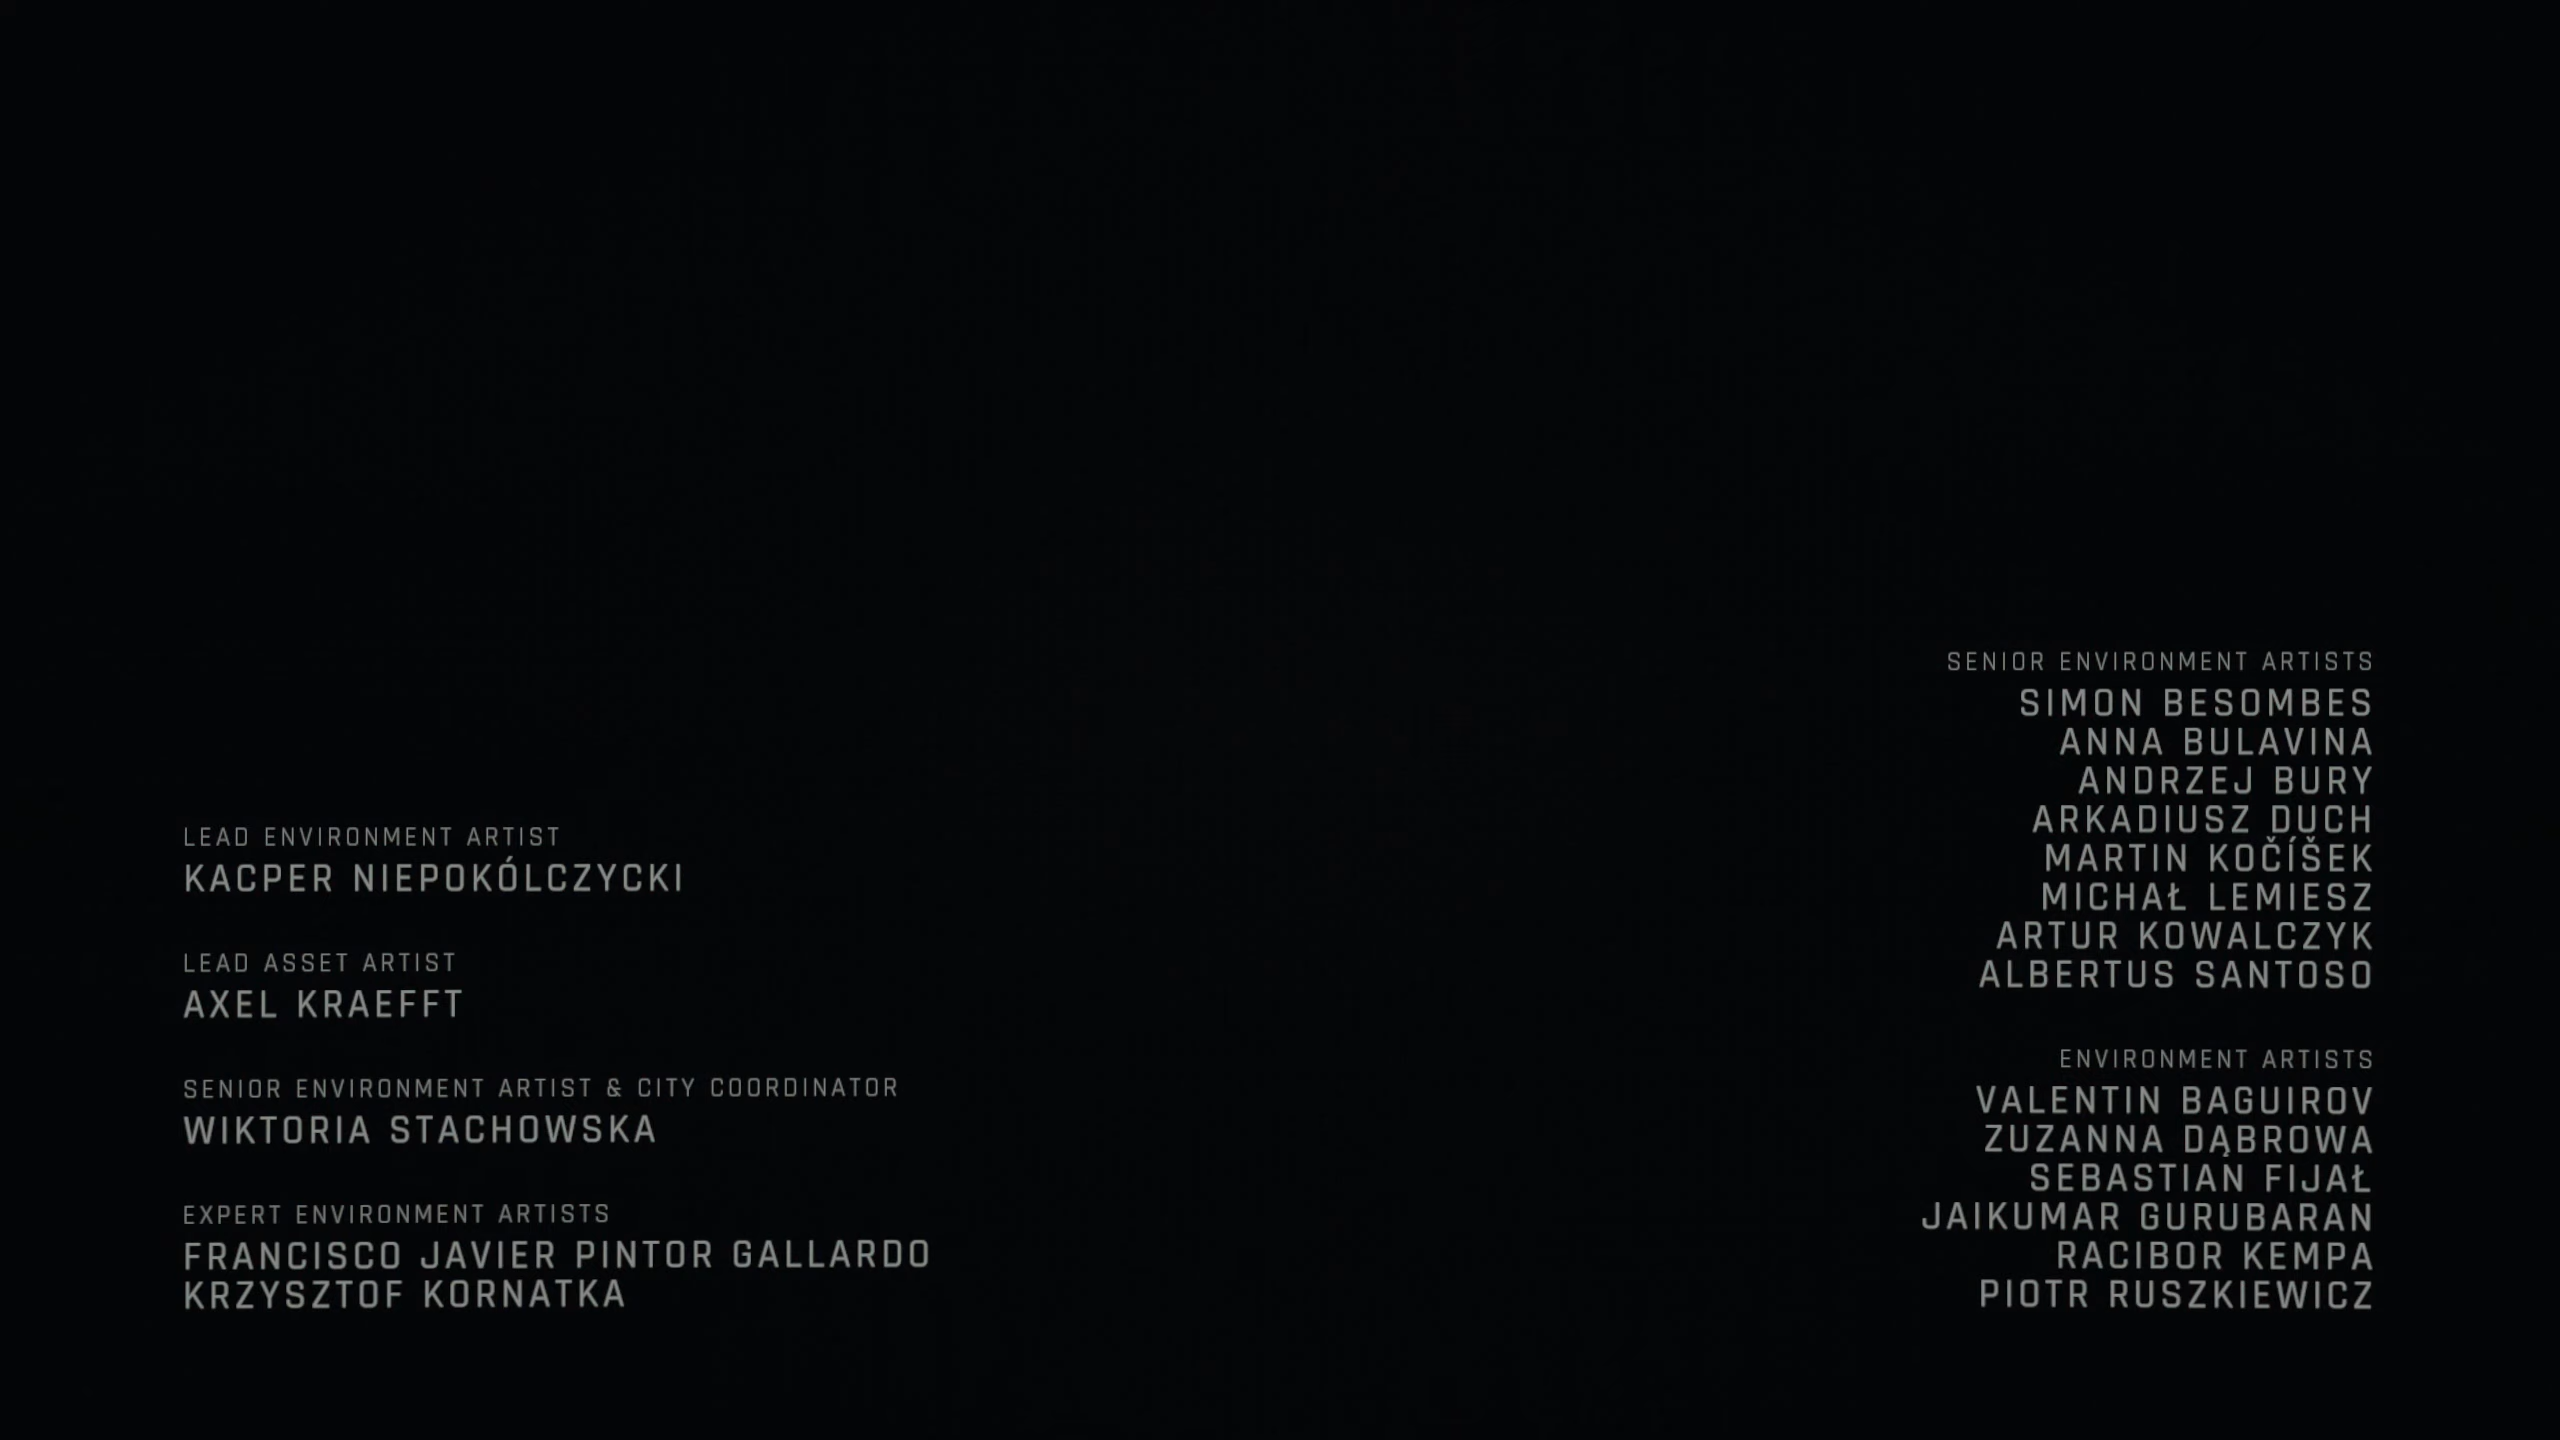 LEAD ENVIRONMENT ARTIST
KACPER NIEPOKÓLCZYCKI
LEAD ASSET ARTIST
AXEL KRAEFFT
SENIOR ENVIRONMENT ARTIST & CITY COORDINATOR
WIKTORIA STACHOWSKA
EXPERT ENVIRONMENT ARTISTS
FRANCISCO JAVIER PINTOR GALLARDO
KRZYSZTOF KORNATKA
SENIOR ENVIRONMENT ARTISTS
SIMON BESOMBES
ANNA BULAVINA
ANDRZEJ BURY
ARKADIUSZ DUCH
MARTIN KOČÍŠEK
MICHAŁ LEMIESZ
ARTUR KOWALCZYK
ALBERTUS SANTOSO
ENVIRONMENT ARTISTS
VALENTIN BAGUIROV
ZUZANNA DĄBROWA
SEBASTIAN FIJAŁ
JAIKUMAR GURUBARAN
RACIBOR KEMPA
PIOTR RUSZKIEWICZ